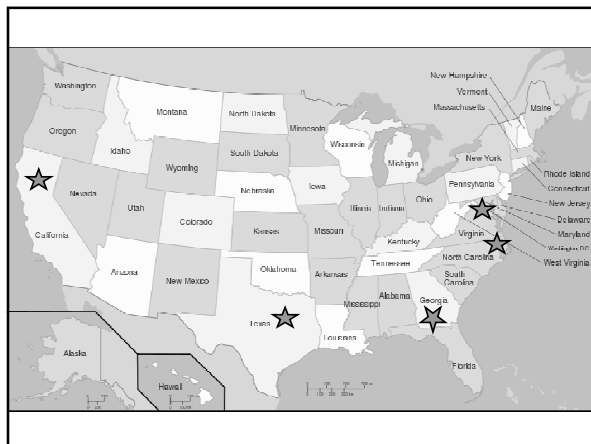 New Hampshire
Vermont
Massachusetts
Washington
Montana
North Dakota
Minnesota
Maine
Oregon
Idaho
Wisconsin
South Dakota
Michigan
New York
Wyoming
Rhode Island
Connecticut
Nebraska
Iowa
Pennsylvania
New Jersey
Nevada
Utah
Illinois
Indiana
Ohio
Delaware
Colorado
Maryland
California
Kansas
Missouri
Virginia
Washington DC
Kentucky
West Virginia
North Carolina
Tennessee
Arizona
Oklahoma
New Mexico
Arkansas
South
Carolina
Mississippi
Alabama
Georgia
Texas
Louisiana
Alaska
Florida
Hawaii